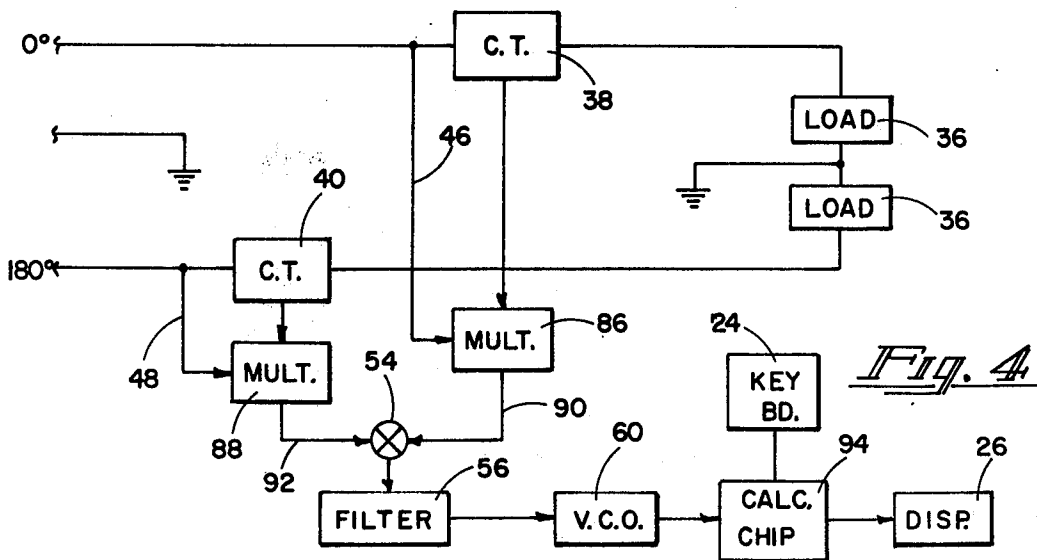 0°
C.T.
38
46
LOAD
36
40
LOAD
36
180°
C.T.
MULT.
86
24
KEY
BD.
Fig. 4
48
MULT.
54
90
88
92
56
60
94
26
FILTER
V.C.O.
CALC.
CHIP
DISP.